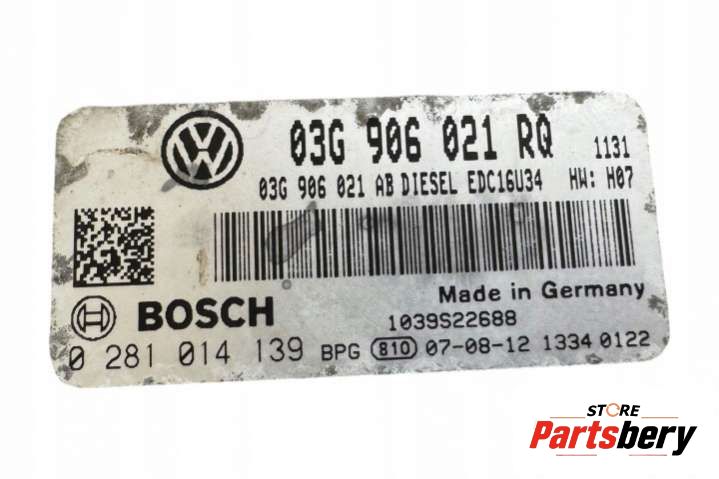 03G 906 021 RQ 1131
03G 906 021 AB DIESEL EDC16U34 HW: H07
Made in Germany
BOSCH 1039S22688
0 281 014 139 BPG 810 07-08-12 1334 0122
STORE
Partsbery